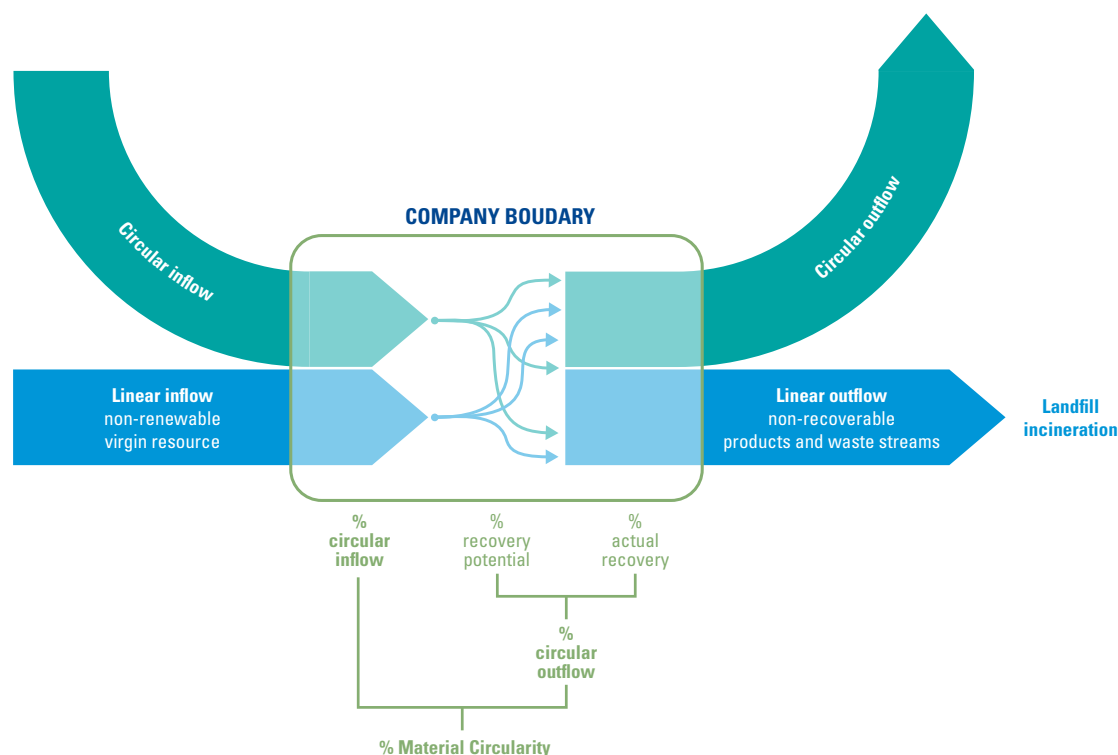 COMPANY BOUDARY
Circular inflow
Circular outflow
Linear inflow
non-renewable
virgin resource
Linear outflow
non-recoverable
products and waste streams
Landfill
incineration
%
circular
inflow
%
recovery
potential
%
actual
recovery
%
circular
outflow
% Material Circularity